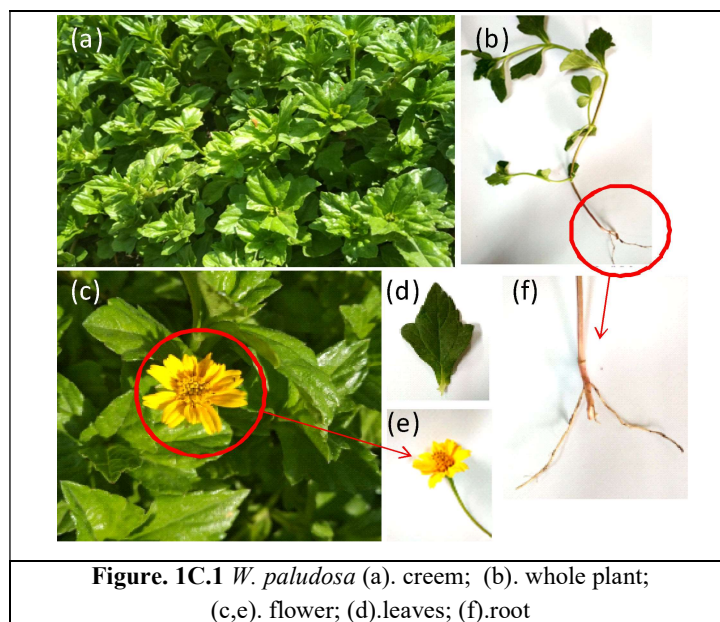 (a)
(b)
(c)
(d)
(e)
(f)
Figure. 1C.1 W. paludosa (a). creem; (b). whole plant;
(c,e). flower; (d).leaves; (f).root